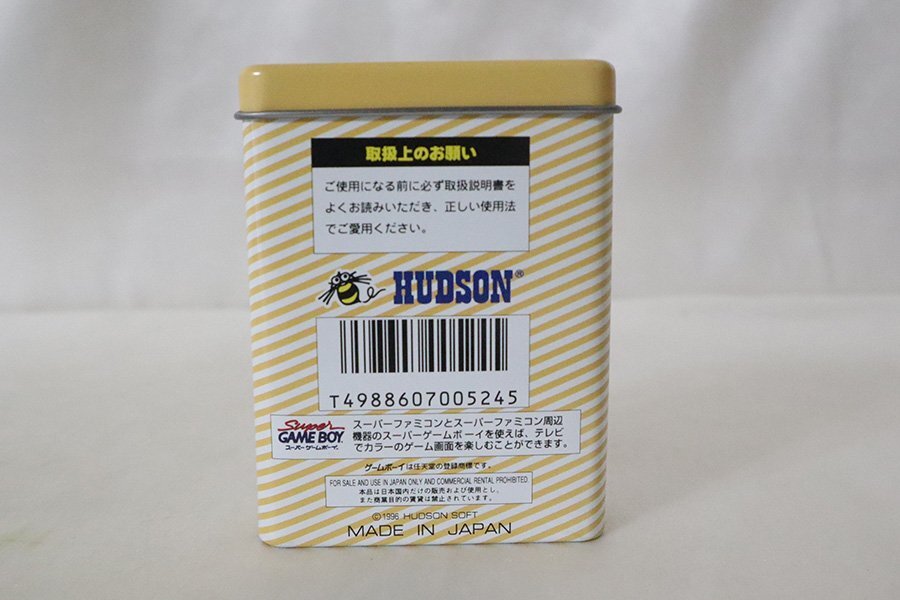 取扱上のお願い
ご使用になる前に必ず取扱説明書を
よくお読みいただき、正しい使用法
でご愛用ください。
HUDSON®
T4988607005245
Super
GAME BOY
スーパーゲームボーイ
スーパーファミコンとスーパーファミコン周辺
機器のスーパーゲームボーイを使えば、テレビ
でカラーのゲーム画面を楽しむことができます。
ゲームボーイは任天堂の登録商標です。
FOR SALE AND USE IN JAPAN ONLY AND COMMERCIAL RENTAL PROHIBITED.
本品は日本国内だけの販売および使用とし、
また商業目的の賃貸は禁止されています。
©1996 HUDSON SOFT
MADE IN JAPAN